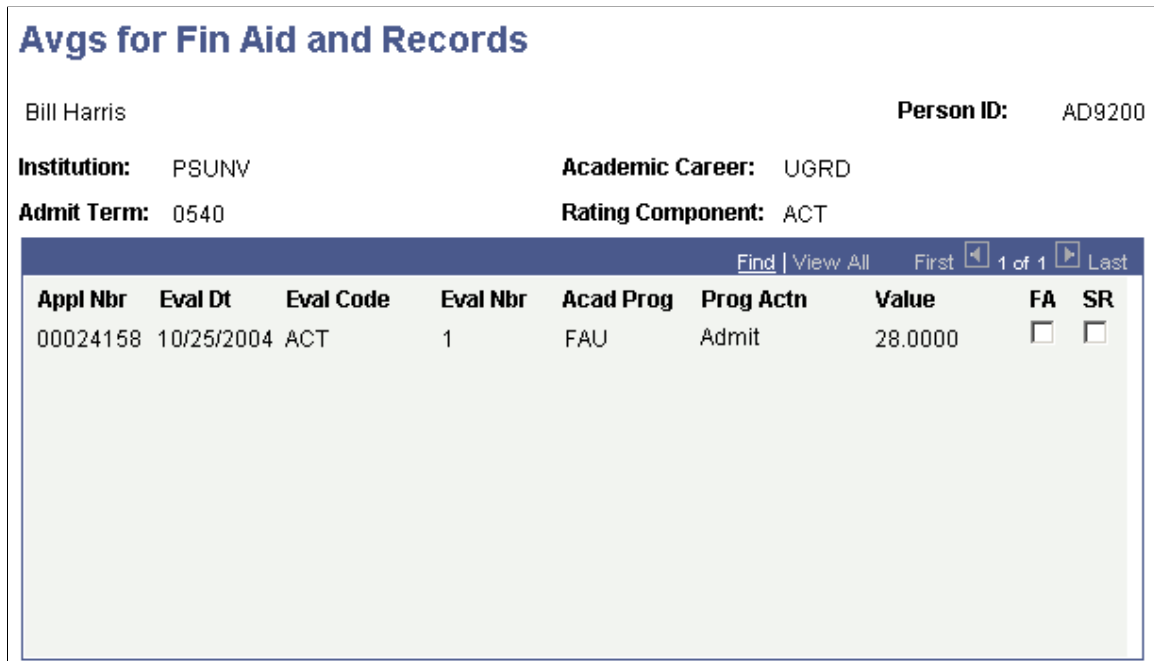 Avgs for Fin Aid and Records
Bill Harris Person ID: AD9200
Institution: PSUNV Academic Career: UGRD
Admit Term: 0540 Rating Component: ACT
Find | View All First 1 of 1 Last
Appl Nbr Eval Dt Eval Code Eval Nbr Acad Prog Prog Actn Value FA SR
00024158 10/25/2004 ACT 1 FAU Admit 28.0000